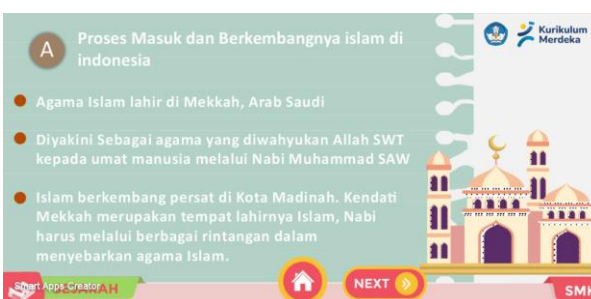 A
Proses Masuk dan Berkembangnya islam di
indonesia
Kurikulum
Merdeka
Agama Islam lahir di Mekkah, Arab Saudi
Diyakini Sebagai agama yang diwahyukan Allah SWT
kepada umat manusia melalui Nabi Muhammad SAW
Islam berkembang persat di Kota Madinah. Kendati
Mekkah merupakan tempat lahirnya Islam, Nabi
harus melalui berbagai rintangan dalam
menyebarkan agama Islam.
Smart Apps Creator
NEXT
SMK